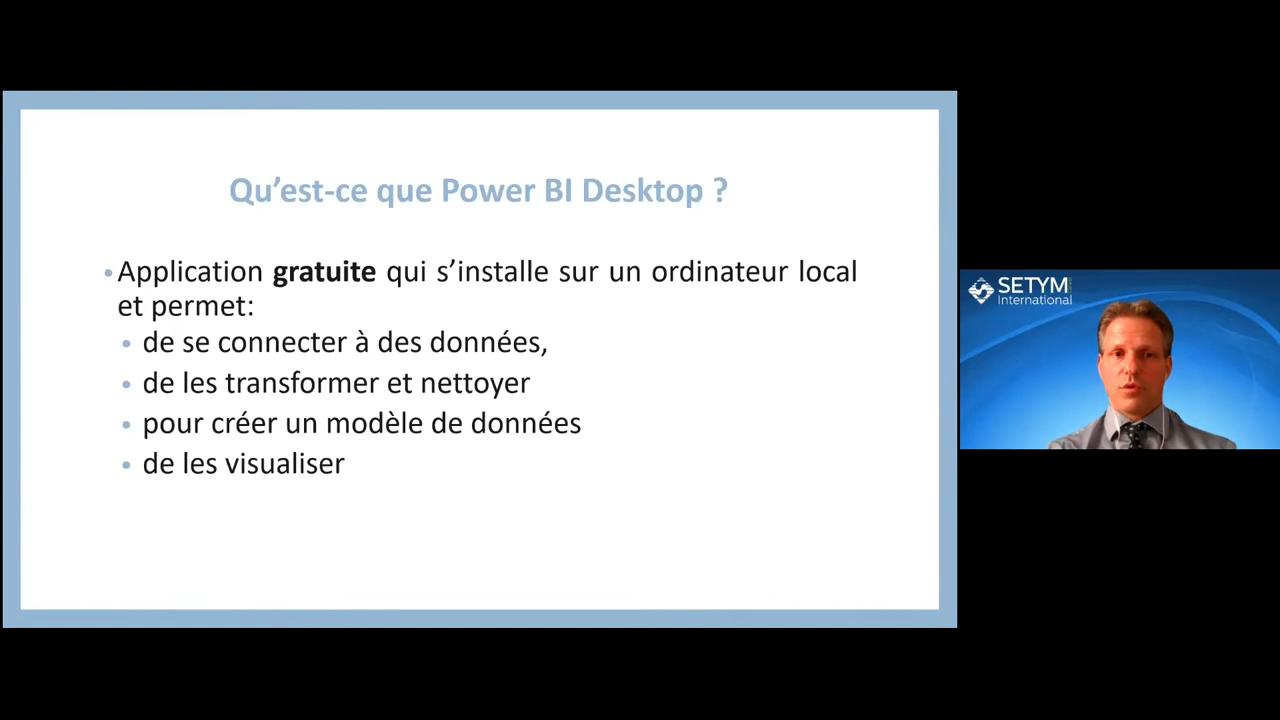 Qu’est-ce que Power BI Desktop ?
•Application gratuite qui s’installe sur un ordinateur local
et permet:
• de se connecter à des données,
• de les transformer et nettoyer
• pour créer un modèle de données
• de les visualiser
SETYM
International